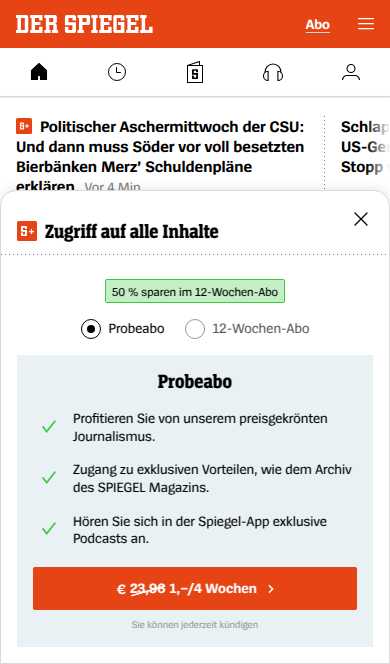 DER SPIEGEL
Abo
S+ Politischer Aschermittwoch der CSU:
Und dann muss Söder vor voll besetzten
Bierbänken Merz’ Schuldenpläne
erklären Vor 4 Min
Schlap
US-Ge
Stopp
S+ Zugriff auf alle Inhalte
50 % sparen im 12-Wochen-Abo
Probeabo
12-Wochen-Abo
Probeabo
Profitieren Sie von unserem preisgekrönten
Journalismus.
Zugang zu exklusiven Vorteilen, wie dem Archiv
des SPIEGEL Magazins.
Hören Sie sich in der Spiegel-App exklusive
Podcasts an.
€ 23,96 1,–/4 Wochen
Sie können jederzeit kündigen